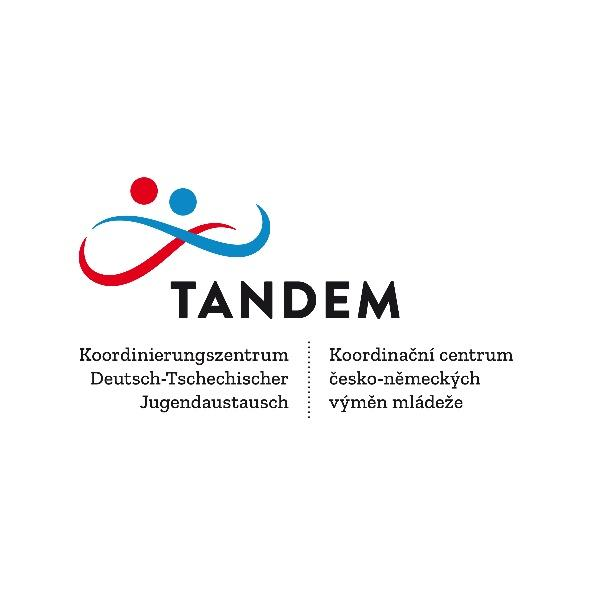 TANDEM
Koordinierungszentrum
Deutsch-Tschechischer
Jugendaustausch
Koordinační centrum
česko-německých
výměn mládeže